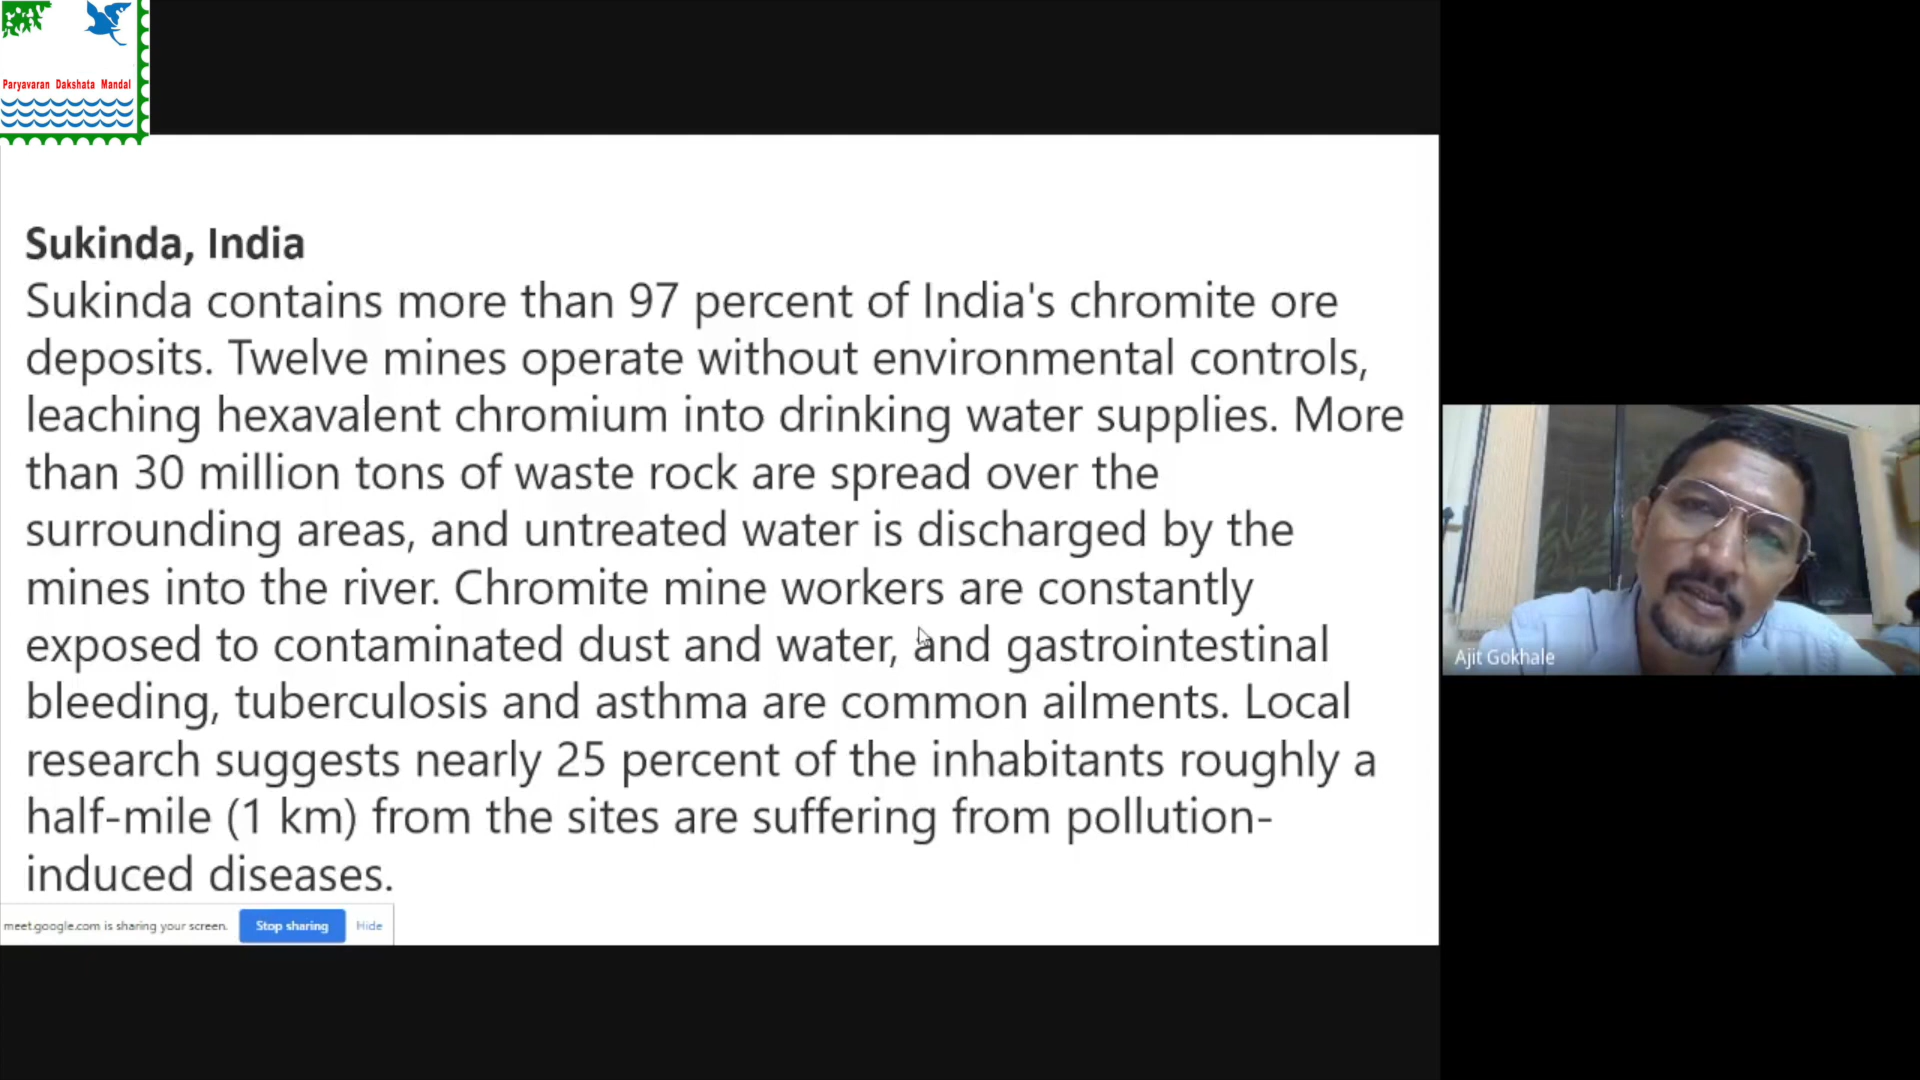 Paryavaran Dakshata Mandal
Sukinda, India
Sukinda contains more than 97 percent of India's chromite ore
deposits. Twelve mines operate without environmental controls,
leaching hexavalent chromium into drinking water supplies. More
than 30 million tons of waste rock are spread over the
surrounding areas, and untreated water is discharged by the
mines into the river. Chromite mine workers are constantly
exposed to contaminated dust and water, and gastrointestinal
bleeding, tuberculosis and asthma are common ailments. Local
research suggests nearly 25 percent of the inhabitants roughly a
half-mile (1 km) from the sites are suffering from pollution-
induced diseases.
meet.google.com is sharing your screen. Stop sharing Hide
Ajit Gokhale